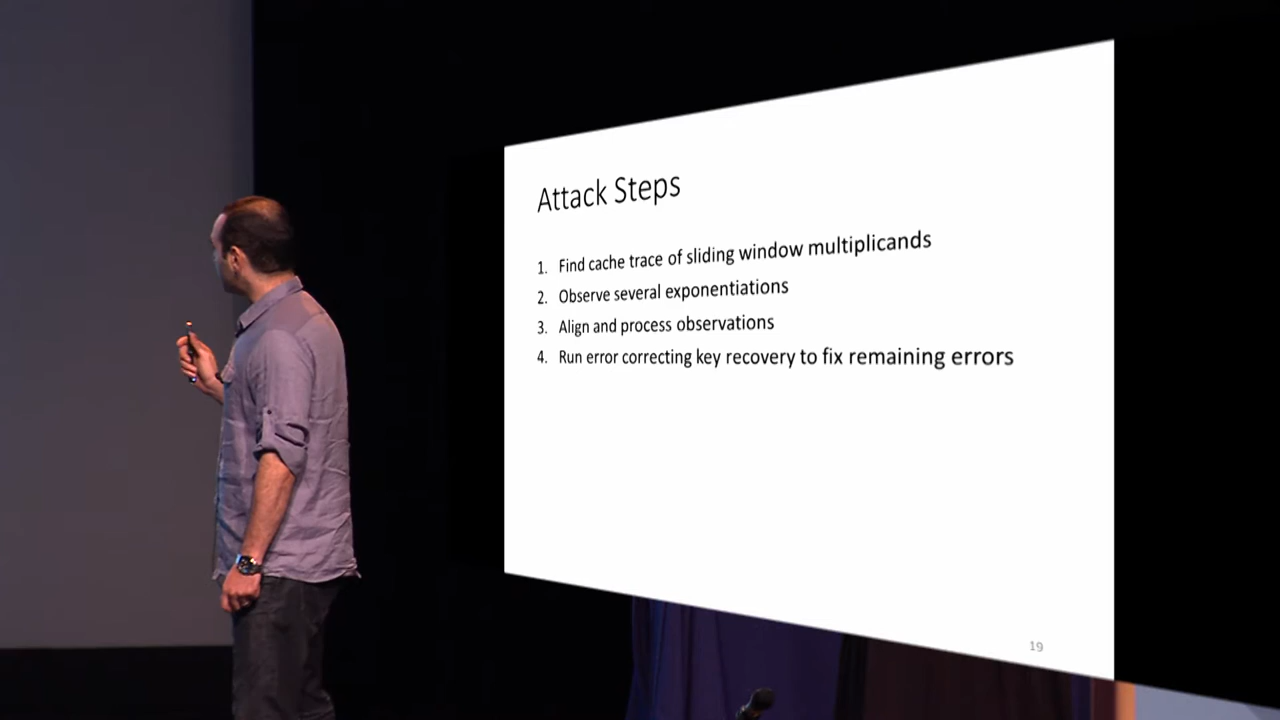 Attack Steps
1. Find cache trace of sliding window multiplicands
2. Observe several exponentiations
3. Align and process observations
4. Run error correcting key recovery to fix remaining errors
19